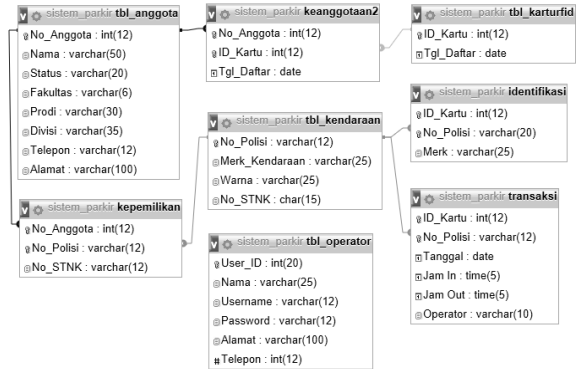 sistem_parkir tbl_anggota
No_Anggota : int(12)
Nama : varchar(50)
Status : varchar(20)
Fakultas : varchar(6)
Prodi : varchar(30)
Divisi : varchar(35)
Telepon : varchar(12)
Alamat : varchar(100)
sistem_parkir keanggotaan2
No_Anggota : int(12)
ID_Kartu : int(12)
Tgl_Daftar : date
sistem_parkir tbl_karturfid
ID_Kartu : int(12)
Tgl_Daftar : date
sistem_parkir identifikasi
ID_Kartu : int(12)
No_Polisi : varchar(20)
Merk : varchar(25)
sistem_parkir tbl_kendaraan
No_Polisi : varchar(12)
Merk_Kendaraan : varchar(25)
Warna : varchar(25)
No_STNK : char(15)
sistem_parkir kepemilikan
No_Anggota : int(12)
No_Polisi : varchar(12)
No_STNK : varchar(12)
sistem_parkir tbl_operator
User_ID : int(20)
Nama : varchar(25)
Username : varchar(12)
Password : varchar(12)
Alamat : varchar(100)
# Telepon : int(12)
sistem_parkir transaksi
ID_Kartu : int(12)
No_Polisi : varchar(12)
Tanggal : date
Jam In : time(5)
Jam Out : time(5)
Operator : varchar(10)